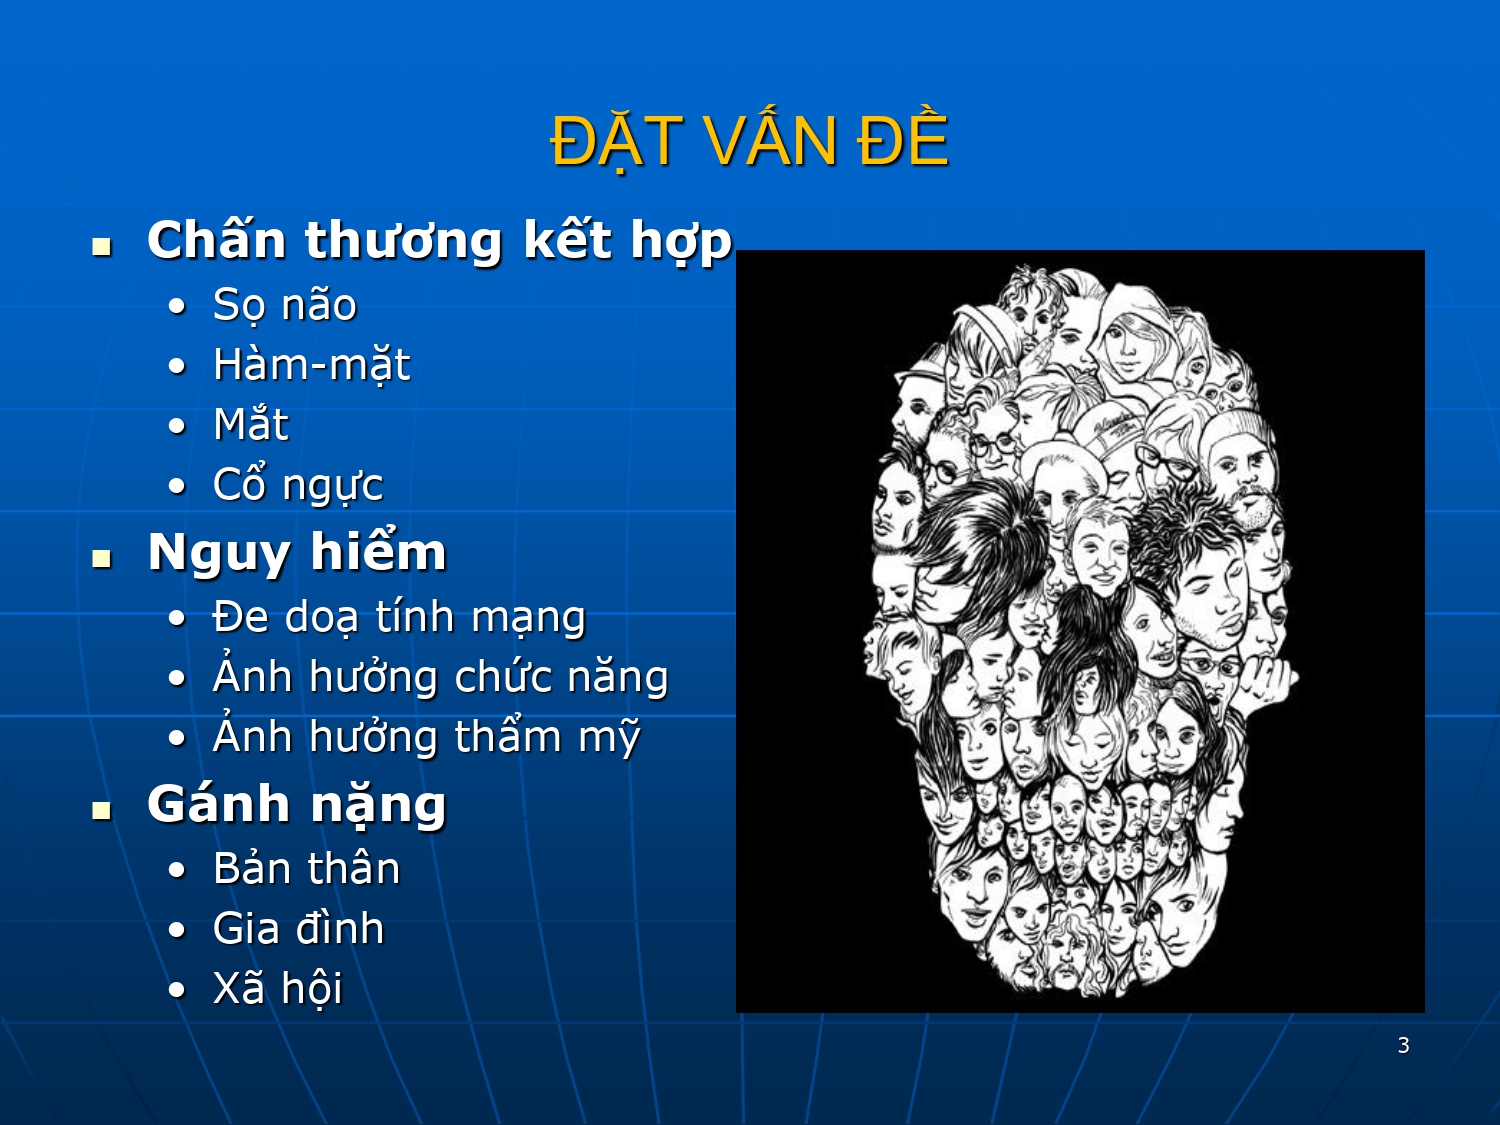 ĐẶT VẤN ĐỀ
Chấn thương kết hợp
Sọ não
Hàm-mặt
Mắt
Cổ ngực
Nguy hiểm
Đe doạ tính mạng
Ảnh hưởng chức năng
Ảnh hưởng thẩm mỹ
Gánh nặng
Bản thân
Gia đình
Xã hội
3